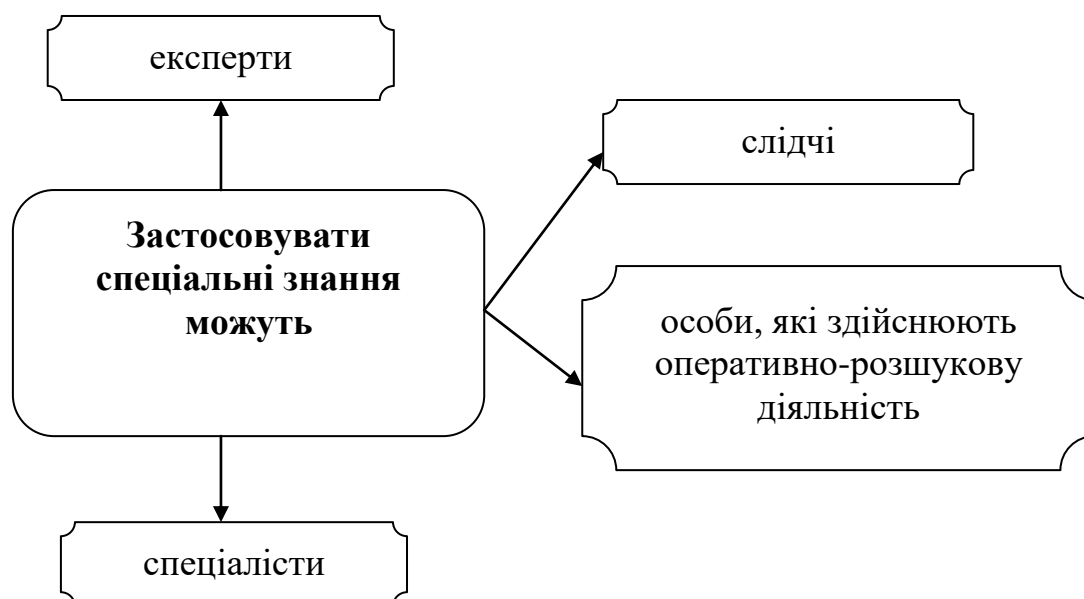 експерти
слідчі
Застосовувати
спеціальні знання
можуть
особи, які здійснюють
оперативно-розшукову
діяльність
спеціалісти